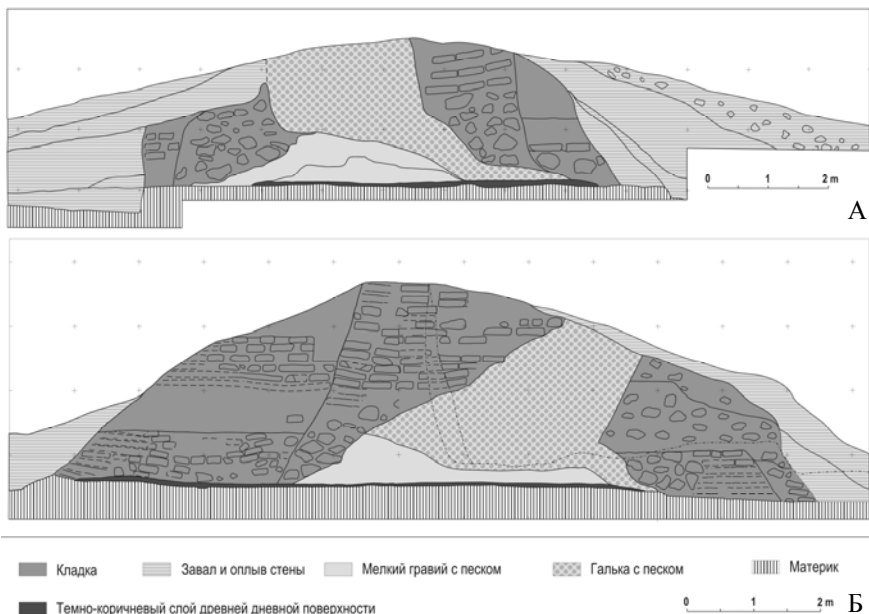 0 1 2 m
А
Кладка Завал и оплыв стены Мелкий гравий с песком Галька с песком Материк
Темно-коричневый слой древней дневной поверхности 0 1 2 m Б